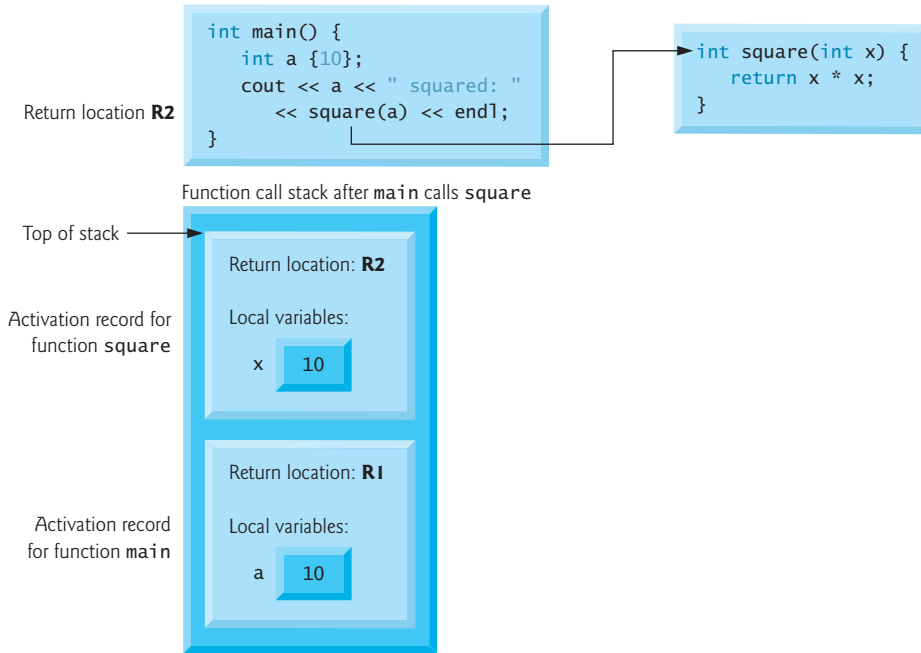 int main() {
int a {10};
cout << a << " squared: "
<< square(a) << endl;
}
Return location R2
int square(int x) {
return x * x;
}
Function call stack after main calls square
Top of stack
Return location: R2
Local variables:
x 10
Activation record for
function square
Return location: R1
Local variables:
a 10
Activation record
for function main